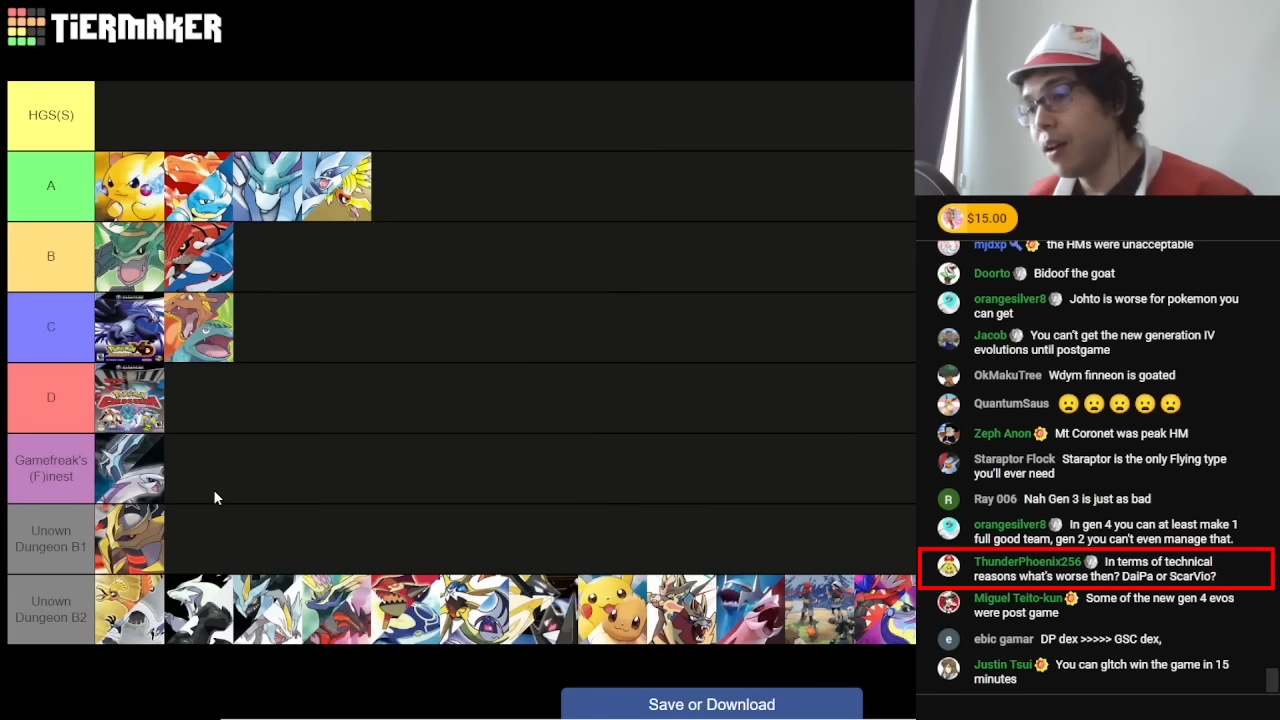 TiERMAKER
HGS(S)
A
B
C
D
Gamefreak's
(F)inest
Unown
Dungeon B1
Unown
Dungeon B2
Save or Download
$15.00
mjdxp the HMs were unacceptable
Doorto Bidoof the goat
orangesilver8 Johto is worse for pokemon you
can get
Jacob You can't get the new generation IV
evolutions until postgame
OkMakuTree Wdym finneon is goated
QuantumSaus 😦😦😦😦😦
Zeph Anon Mt Coronet was peak HM
Staraptor Flock Staraptor is the only Flying type
you'll ever need
R Ray 006 Nah Gen 3 is just as bad
orangesilver8 In gen 4 you can at least make 1
full good team, gen 2 you can't even manage that.
ThunderPhoenix256 In terms of technical
reasons what's worse then? DaiPa or ScarVio?
Miguel Teito-kun Some of the new gen 4 evos
were post game
e ebic gamar DP dex >>>>> GSC dex,
Justin Tsui You can gltch win the game in 15
minutes